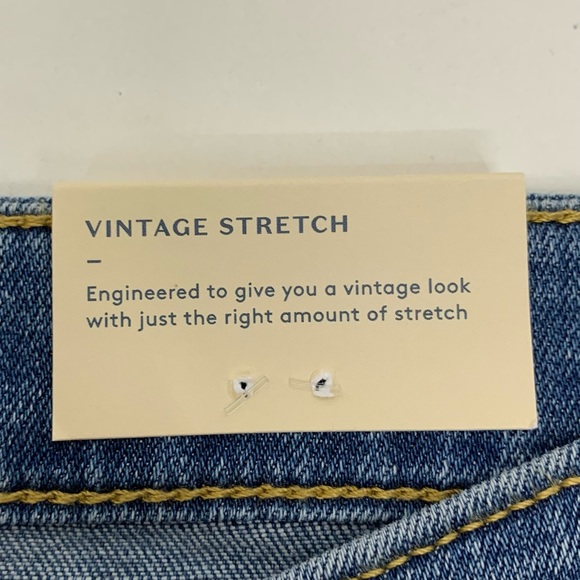 VINTAGE STRETCH
–
Engineered to give you a vintage look
with just the right amount of stretch